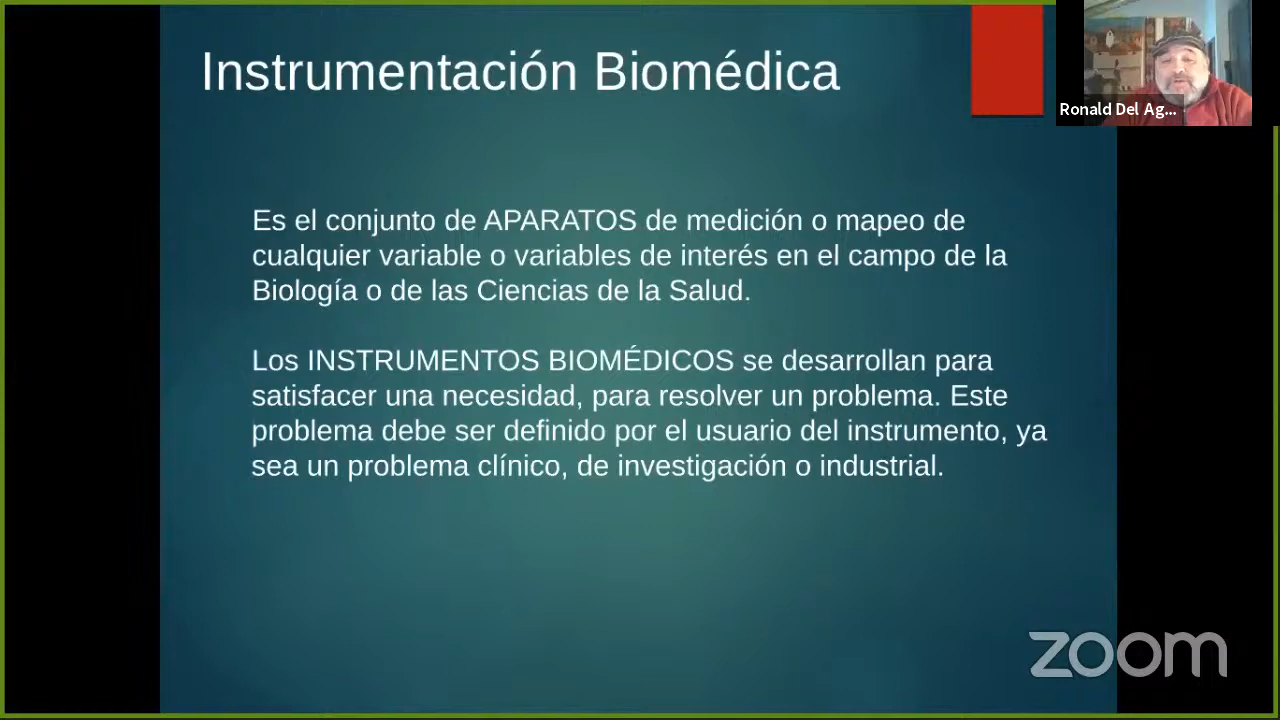 Instrumentación Biomédica
Ronald Del Ag...
Es el conjunto de APARATOS de medición o mapeo de
cualquier variable o variables de interés en el campo de la
Biología o de las Ciencias de la Salud.
Los INSTRUMENTOS BIOMÉDICOS se desarrollan para
satisfacer una necesidad, para resolver un problema. Este
problema debe ser definido por el usuario del instrumento, ya
sea un problema clínico, de investigación o industrial.
zoom